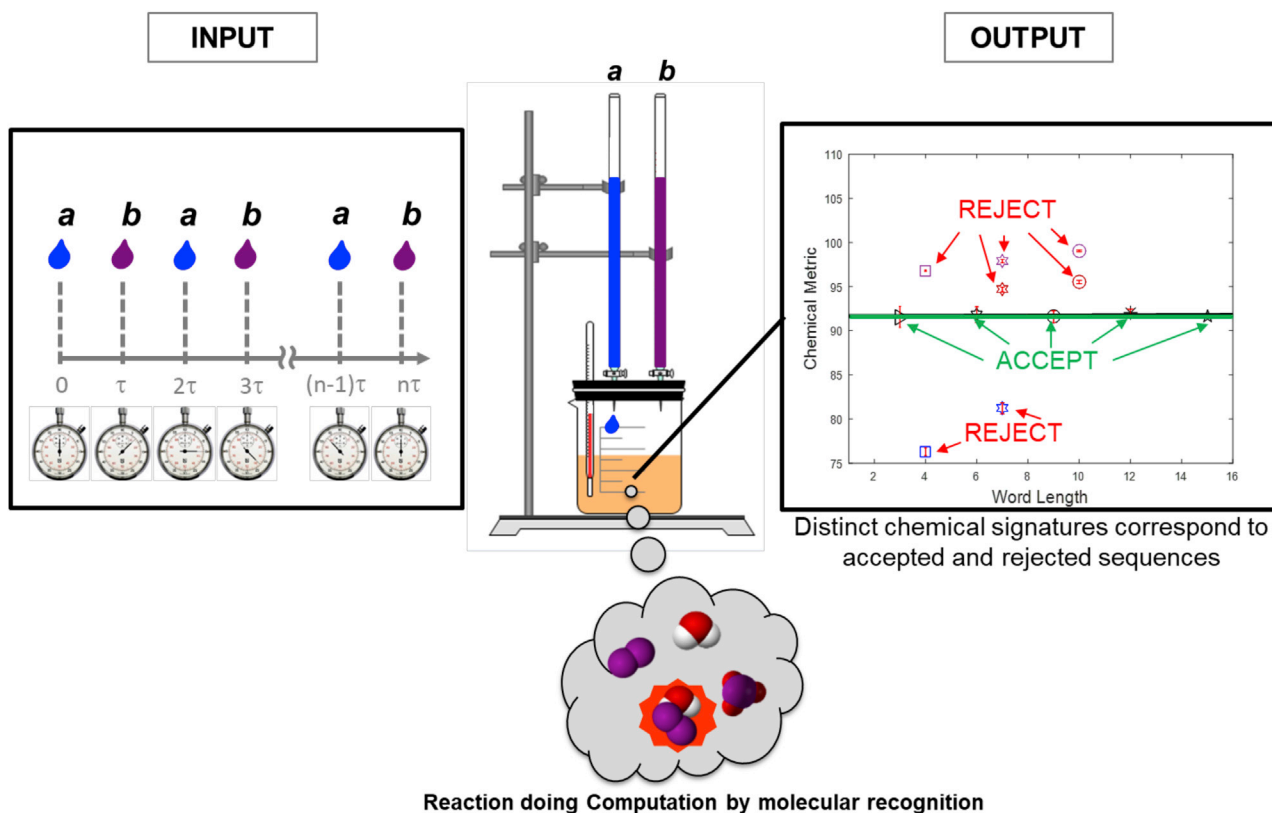 INPUT
OUTPUT
a b
a b a b a b
0 τ 2τ 3τ (n-1)τ nτ
110
105
100
95
90
85
80
75
Chemical Metric
REJECT
ACCEPT
REJECT
2 4 6 8 10 12 14 16
Word Length
Distinct chemical signatures correspond to
accepted and rejected sequences
Reaction doing Computation by molecular recognition